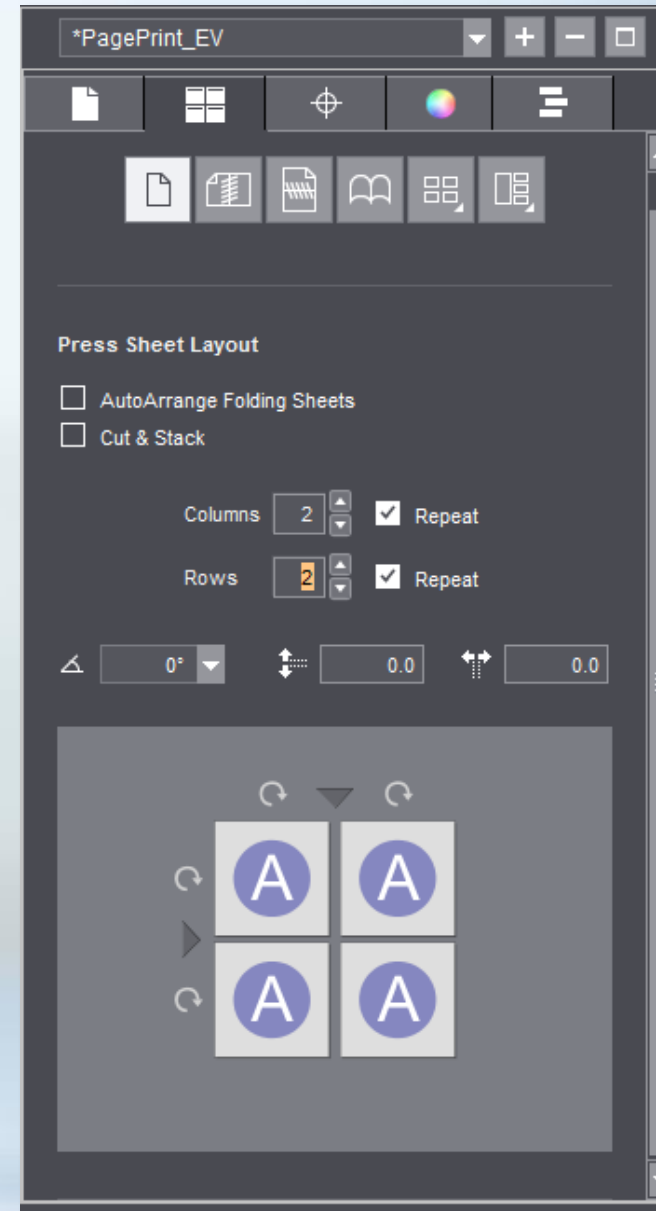 *PagePrint_EV
Press Sheet Layout
AutoArrange Folding Sheets
Cut & Stack
Columns 2 Repeat
Rows 2 Repeat
0° 0.0 0.0
A A
A A